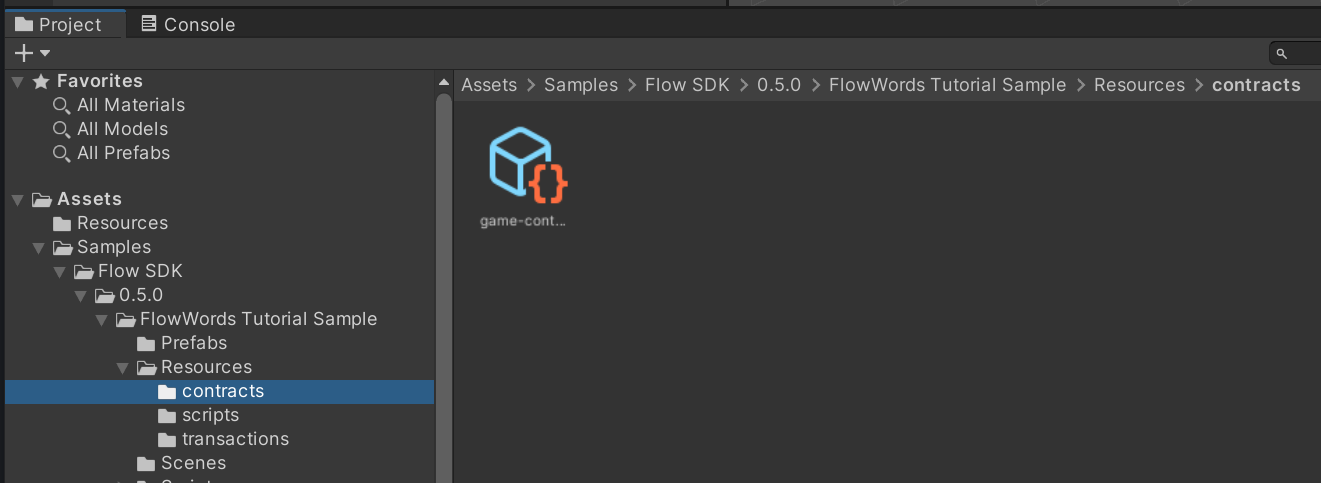 Project
Console
Favorites
All Materials
All Models
All Prefabs
Assets
Resources
Samples
Flow SDK
0.5.0
FlowWords Tutorial Sample
Prefabs
Resources
contracts
scripts
transactions
Scenes
Assets > Samples > Flow SDK > 0.5.0 > FlowWords Tutorial Sample > Resources > contracts
game-cont...